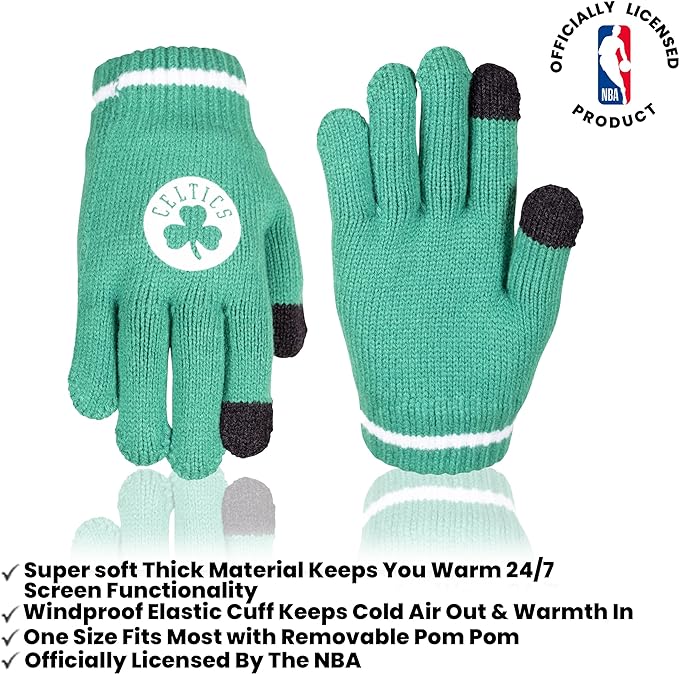 OFFICIALLY LICENSED
NBA
PRODUCT
CELTICS
✓ Super soft Thick Material Keeps You Warm 24/7
Screen Functionality
✓ Windproof Elastic Cuff Keeps Cold Air Out & Warmth In
✓ One Size Fits Most with Removable Pom Pom
✓ Officially Licensed By The NBA